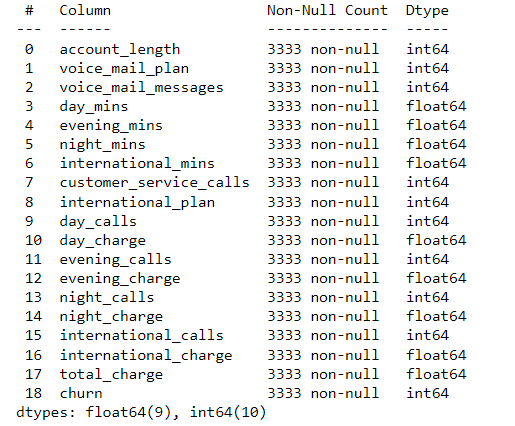 #   Column                  Non-Null Count  Dtype
---  ------                  --------------  -----
 0   account_length          3333 non-null   int64
 1   voice_mail_plan         3333 non-null   int64
 2   voice_mail_messages     3333 non-null   int64
 3   day_mins                3333 non-null   float64
 4   evening_mins            3333 non-null   float64
 5   night_mins              3333 non-null   float64
 6   international_mins      3333 non-null   float64
 7   customer_service_calls  3333 non-null   int64
 8   international_plan      3333 non-null   int64
 9   day_calls               3333 non-null   int64
 10  day_charge              3333 non-null   float64
 11  evening_calls           3333 non-null   int64
 12  evening_charge          3333 non-null   float64
 13  night_calls             3333 non-null   int64
 14  night_charge            3333 non-null   float64
 15  international_calls     3333 non-null   int64
 16  international_charge    3333 non-null   float64
 17  total_charge            3333 non-null   float64
 18  churn                   3333 non-null   int64
dtypes: float64(9), int64(10)